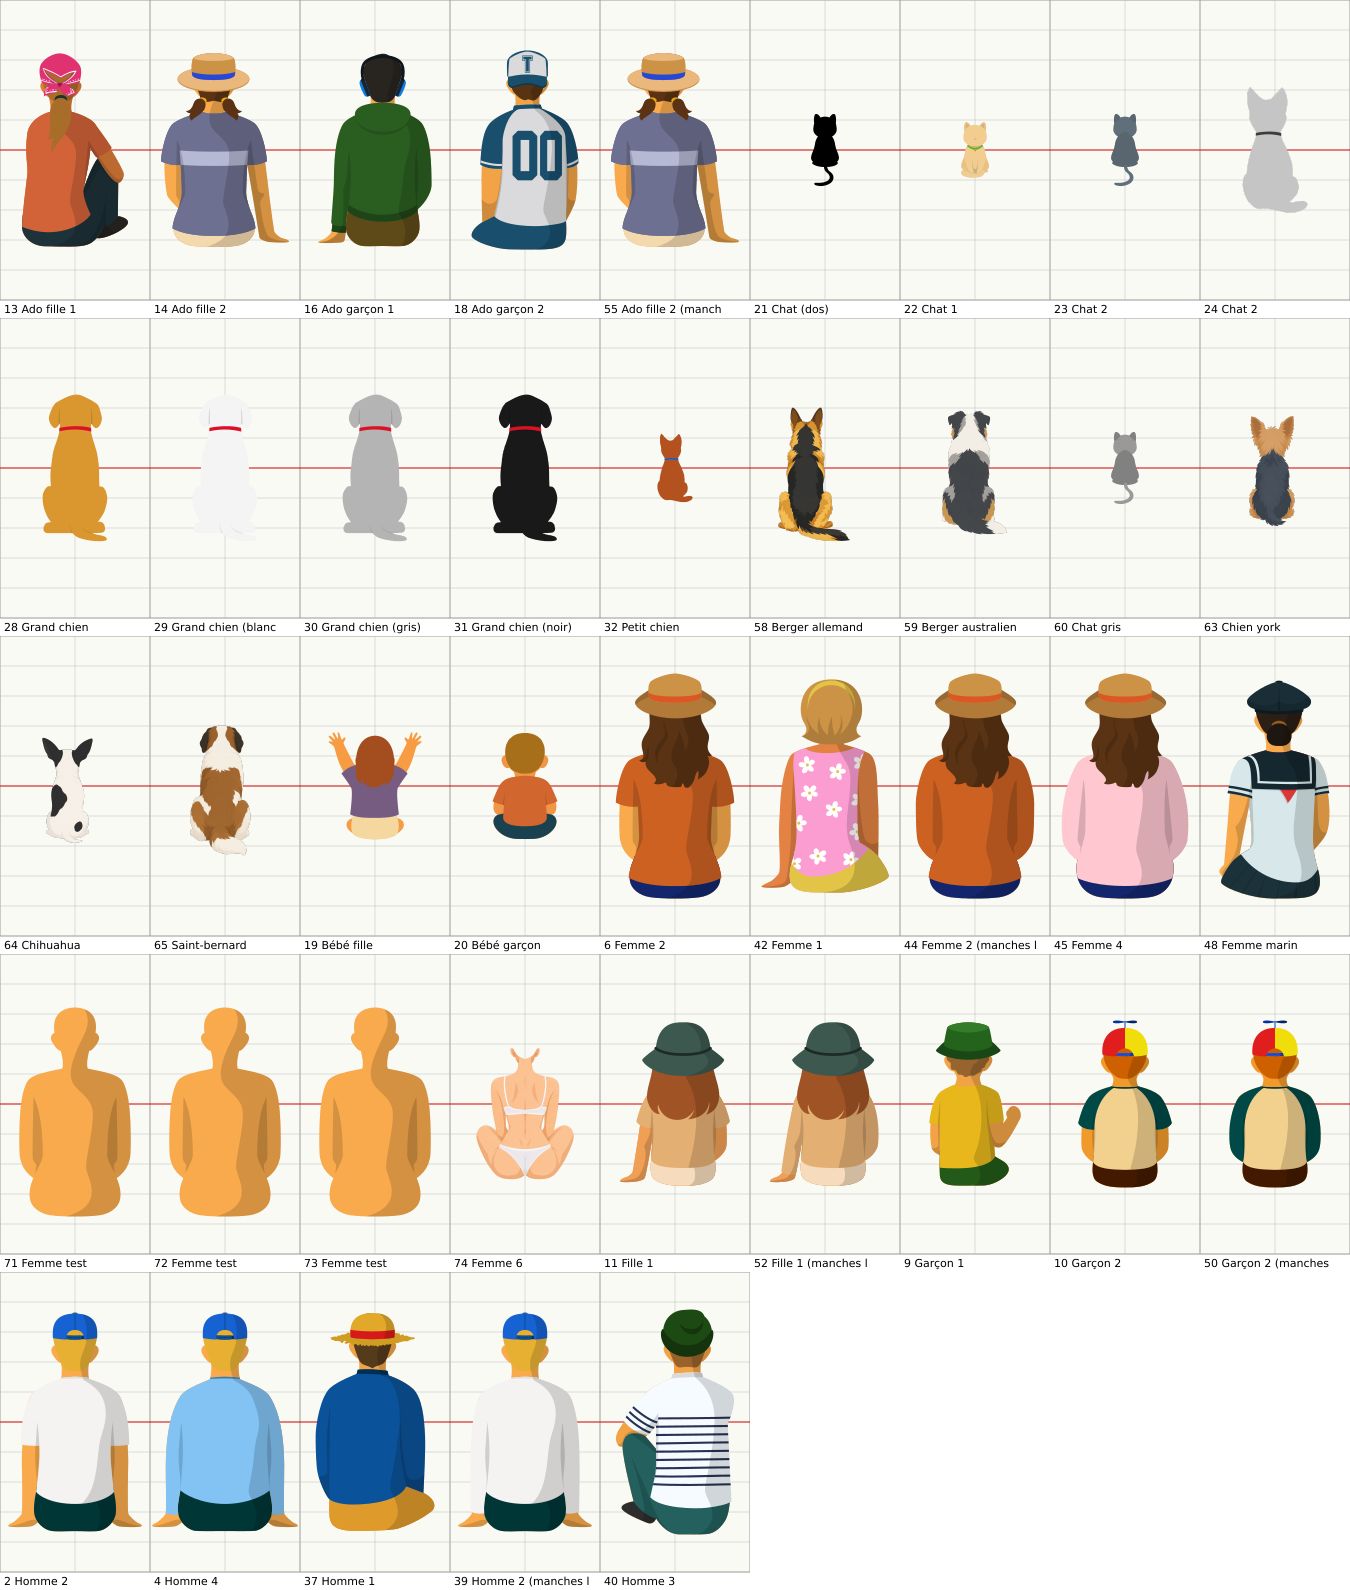 T
00
13 Ado fille 1
14 Ado fille 2
16 Ado garçon 1
18 Ado garçon 2
55 Ado fille 2 (manch
21 Chat (dos)
22 Chat 1
23 Chat 2
24 Chat 2
28 Grand chien
29 Grand chien (blanc
30 Grand chien (gris)
31 Grand chien (noir)
32 Petit chien
58 Berger allemand
59 Berger australien
60 Chat gris
63 Chien york
64 Chihuahua
65 Saint-bernard
19 Bébé fille
20 Bébé garçon
6 Femme 2
42 Femme 1
44 Femme 2 (manches l
45 Femme 4
48 Femme marin
71 Femme test
72 Femme test
73 Femme test
74 Femme 6
11 Fille 1
52 Fille 1 (manches l
9 Garçon 1
10 Garçon 2
50 Garçon 2 (manches
2 Homme 2
4 Homme 4
37 Homme 1
39 Homme 2 (manches l
40 Homme 3